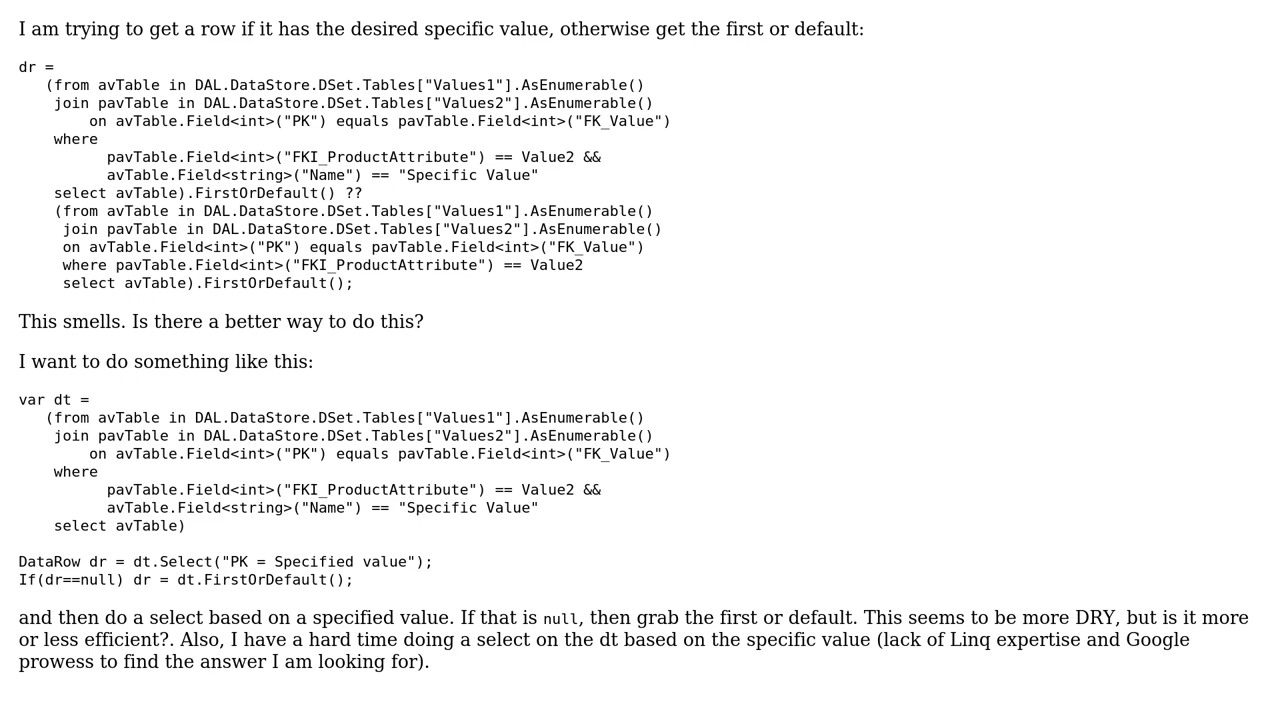 I am trying to get a row if it has the desired specific value, otherwise get the first or default:
dr =
   (from avTable in DAL.DataStore.DSet.Tables["Values1"].AsEnumerable()
    join pavTable in DAL.DataStore.DSet.Tables["Values2"].AsEnumerable()
        on avTable.Field<int>("PK") equals pavTable.Field<int>("FK_Value")
    where
          pavTable.Field<int>("FKI_ProductAttribute") == Value2 &&
          avTable.Field<string>("Name") == "Specific Value"
    select avTable).FirstOrDefault() ??
    (from avTable in DAL.DataStore.DSet.Tables["Values1"].AsEnumerable()
     join pavTable in DAL.DataStore.DSet.Tables["Values2"].AsEnumerable()
     on avTable.Field<int>("PK") equals pavTable.Field<int>("FK_Value")
     where pavTable.Field<int>("FKI_ProductAttribute") == Value2
     select avTable).FirstOrDefault();
This smells. Is there a better way to do this?
I want to do something like this:
var dt =
   (from avTable in DAL.DataStore.DSet.Tables["Values1"].AsEnumerable()
    join pavTable in DAL.DataStore.DSet.Tables["Values2"].AsEnumerable()
        on avTable.Field<int>("PK") equals pavTable.Field<int>("FK_Value")
    where
          pavTable.Field<int>("FKI_ProductAttribute") == Value2 &&
          avTable.Field<string>("Name") == "Specific Value"
    select avTable)
DataRow dr = dt.Select("PK = Specified value");
If(dr==null) dr = dt.FirstOrDefault();
and then do a select based on a specified value. If that is null, then grab the first or default. This seems to be more DRY, but is it more
or less efficient?. Also, I have a hard time doing a select on the dt based on the specific value (lack of Linq expertise and Google
prowess to find the answer I am looking for).